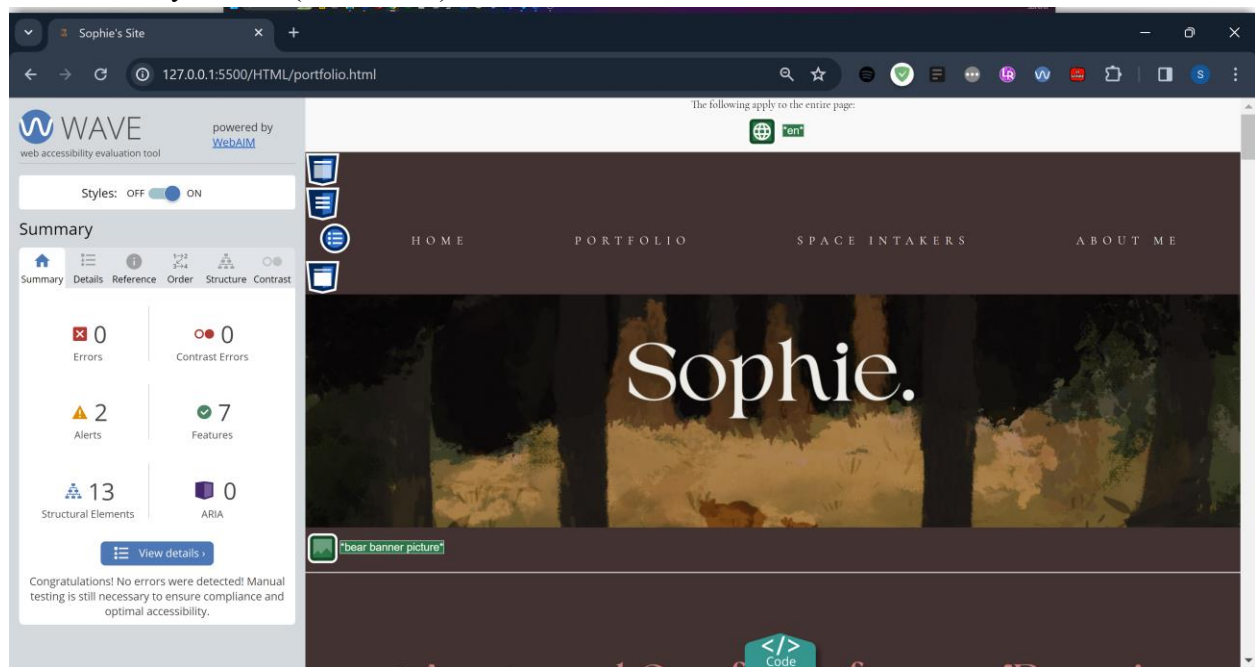 Sophie's Site
127.0.0.1:5500/HTML/portfolio.html
WAVE
web accessibility evaluation tool
powered by
WebAIM
Styles: OFF ON
Summary
Summary Details Reference Order Structure Contrast
0
Errors
0
Contrast Errors
2
Alerts
7
Features
13
Structural Elements
0
ARIA
View details ›
Congratulations! No errors were detected! Manual
testing is still necessary to ensure compliance and
optimal accessibility.
The following apply to the entire page:
*en*
HOME PORTFOLIO SPACE INTAKERS ABOUT ME
Sophie.
*bear banner picture*
</>
Code